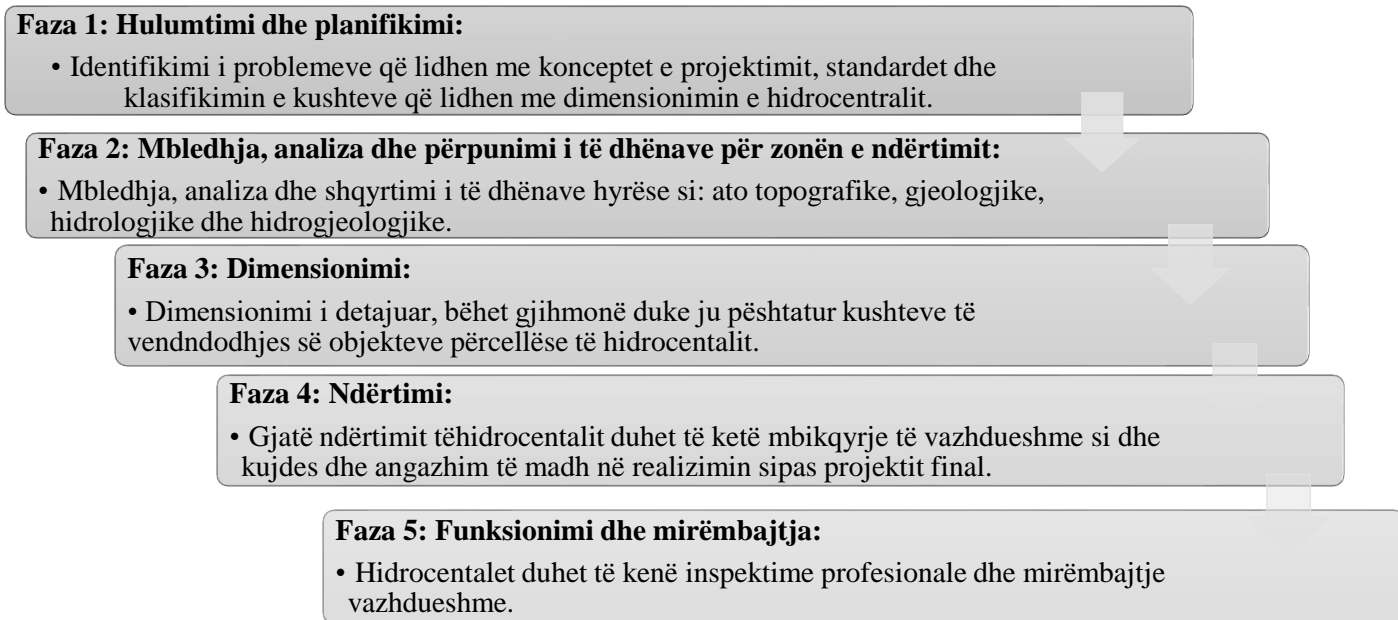 Faza 1: Hulumtimi dhe planifikimi:
• Identifikimi i problemeve që lidhen me konceptet e projektimit, standardet dhe
klasifikimin e kushteve që lidhen me dimensionimin e hidrocentralit.
Faza 2: Mbledhja, analiza dhe përpunimi i të dhënave për zonën e ndërtimit:
• Mbledhja, analiza dhe shqyrtimi i të dhënave hyrëse si: ato topografike, gjeologjike,
hidrologjike dhe hidrogjeologjike.
Faza 3: Dimensionimi:
• Dimensionimi i detajuar, bëhet gjihmonë duke ju pështatur kushteve të
vendndodhjes së objekteve përcellëse të hidrocentalit.
Faza 4: Ndërtimi:
• Gjatë ndërtimit tëhidrocentalit duhet të ketë mbikqyrje të vazhdueshme si dhe
kujdes dhe angazhim të madh në realizimin sipas projektit final.
Faza 5: Funksionimi dhe mirëmbajtja:
• Hidrocentalet duhet të kenë inspektime profesionale dhe mirëmbajtje
vazhdueshme.